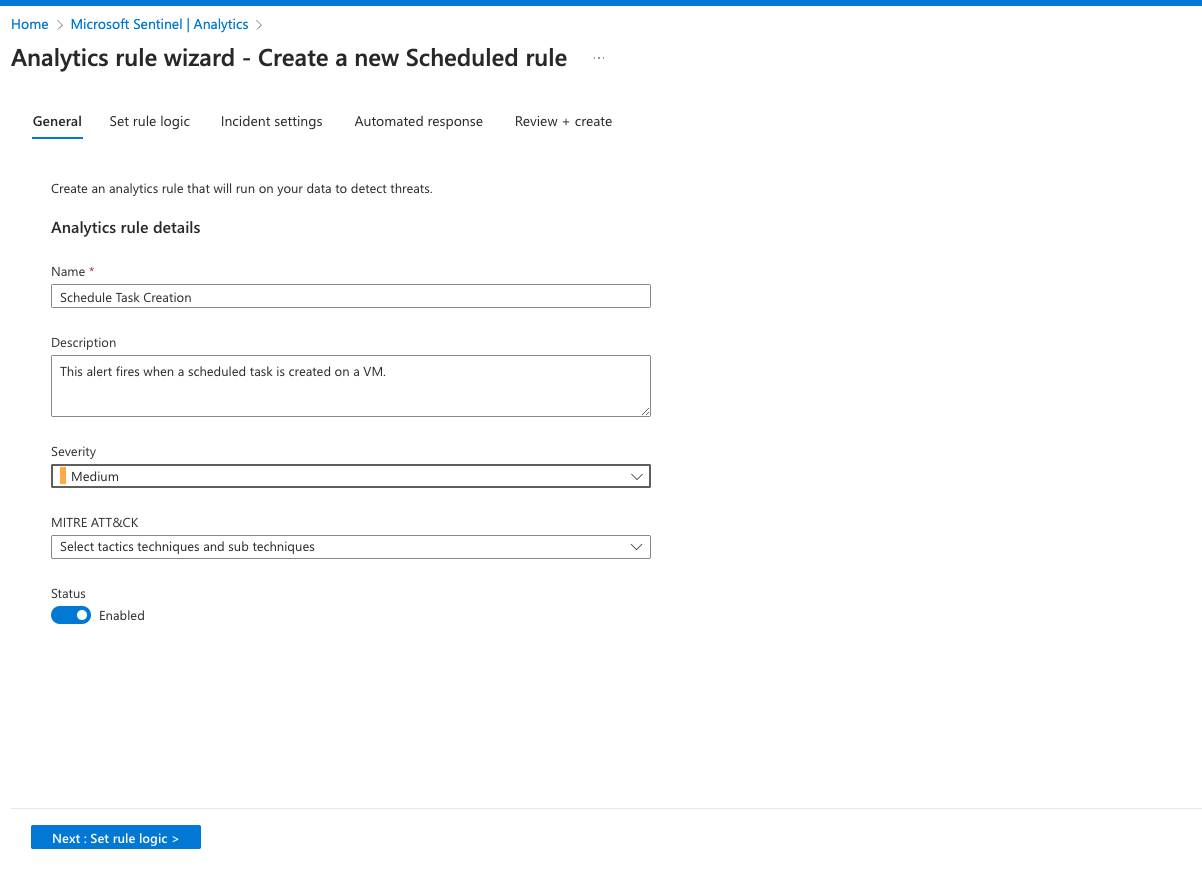 Home > Microsoft Sentinel | Analytics >
Analytics rule wizard - Create a new Scheduled rule ...
General Set rule logic Incident settings Automated response Review + create
Create an analytics rule that will run on your data to detect threats.
Analytics rule details
Name *
Schedule Task Creation
Description
This alert fires when a scheduled task is created on a VM.
Severity
Medium
MITRE ATT&CK
Select tactics techniques and sub techniques
Status
Enabled
Next : Set rule logic >